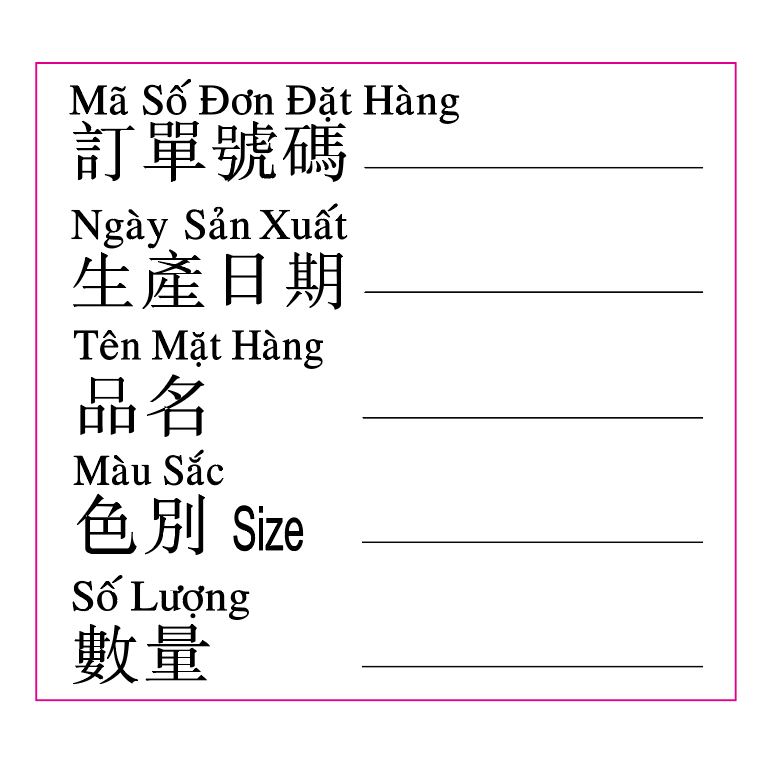 Mã Số Đơn Đặt Hàng
訂單號碼
Ngày Sản Xuất
生產日期
Tên Mặt Hàng
品名
Màu Sắc
色別 Size
Số Lượng
數量